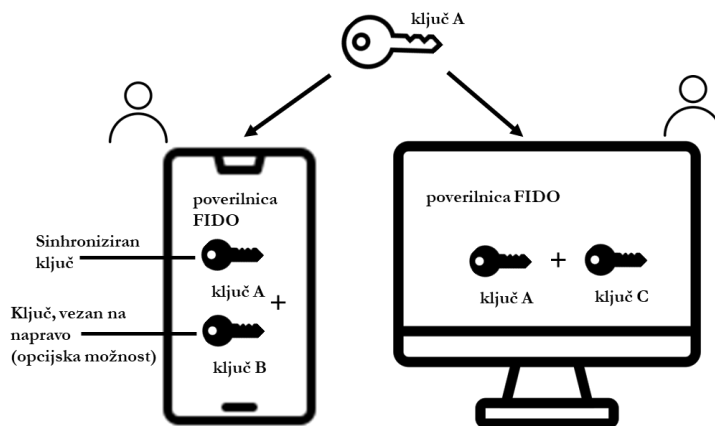 ključ A
poverilnica
FIDO
Sinhroniziran
ključ
ključ A
+
Ključ, vezan na
napravo
(opcijska možnost)
ključ B
poverilnica FIDO
+
ključ A
ključ C